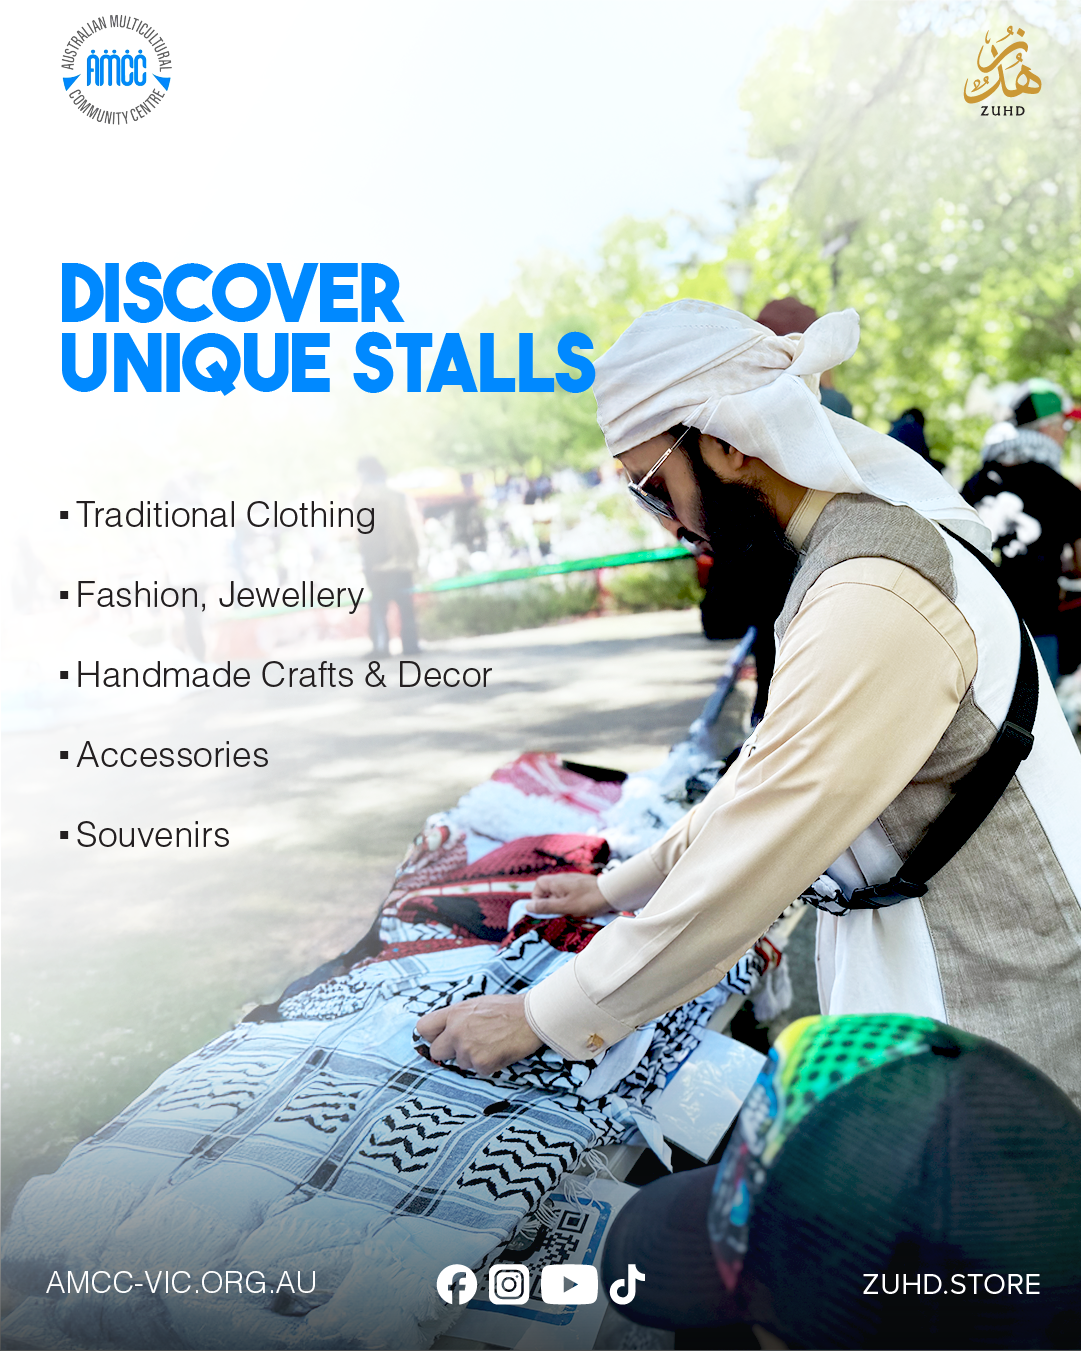 AUSTRALIAN MULTICULTURAL
AMCC
COMMUNITY CENTRE
زهد
ZUHD
DISCOVER
UNIQUE STALLS
▪ Traditional Clothing
▪ Fashion, Jewellery
▪ Handmade Crafts & Decor
▪ Accessories
▪ Souvenirs
AMCC-VIC.ORG.AU
ZUHD.STORE